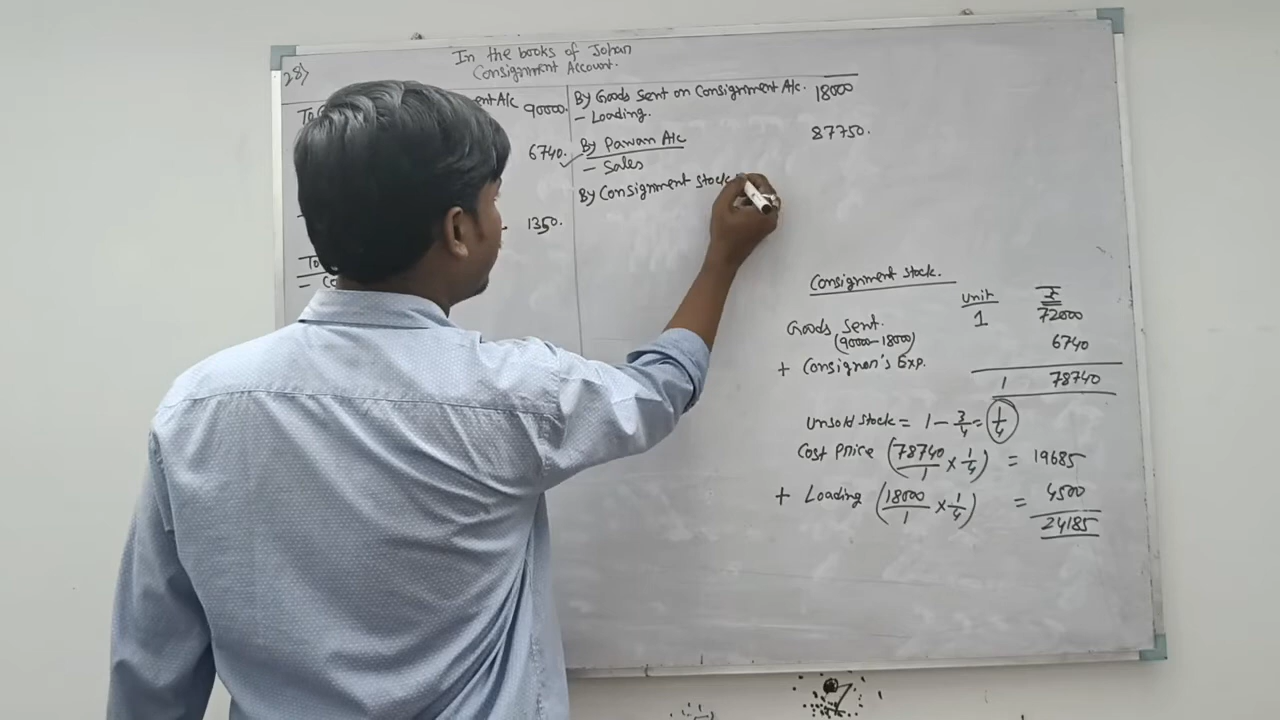 28)
In the books of Johan
Consignment Account.
To
ent A/c 90000.
6740.
1350.
To
- Co
By Goods sent on Consignment A/c. 18000
- Loading.
By Pawan A/c 87750.
- Sales
By Consignment stock
Consignment stock.
unit ₹
Goods sent. 1 72000
(90000-18000)
+ Consignor's Exp. 6740
1 78740
Unsold stock = 1 - 3/4 = 1/4
Cost Price (78740/1 × 1/4) = 19685
+ Loading (18000/1 × 1/4) = 4500
24185